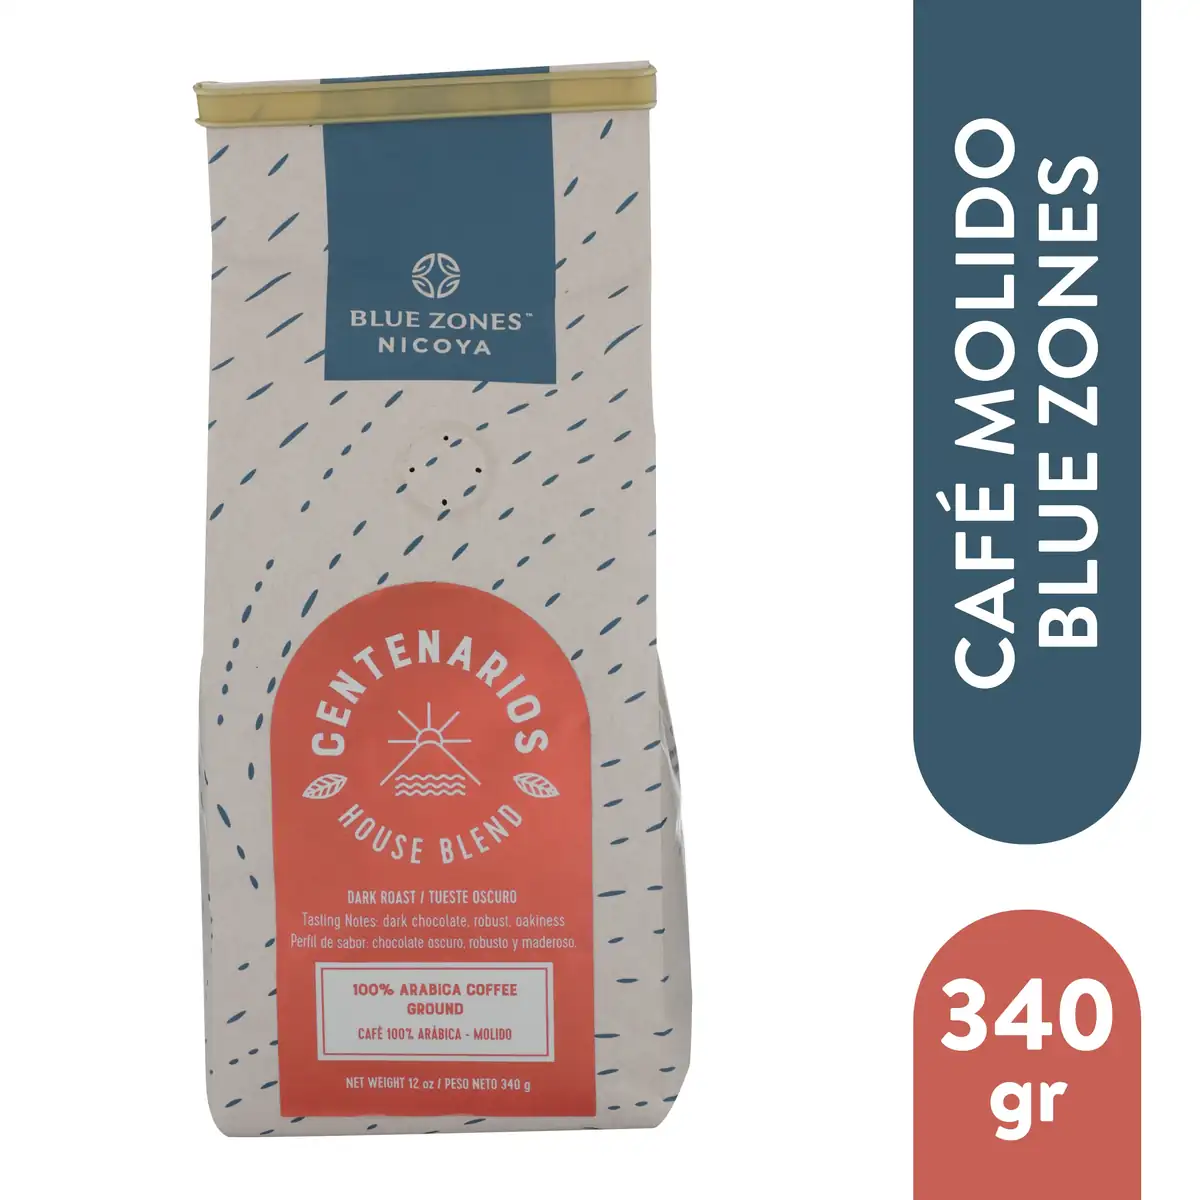 BLUE ZONES™
NICOYA
CENTENARIOS
HOUSE BLEND
DARK ROAST / TUESTE OSCURO
Tasting Notes: dark chocolate, robust, oakiness
Perfil de sabor: chocolate oscuro, robusto y maderoso.
100% ARABICA COFFEE
GROUND
CAFÈ 100% ARÀBICA - MOLIDO
NET WEIGHT 12 oz / PESO NETO 340 g
CAFÉ MOLIDO
BLUE ZONES
340
gr